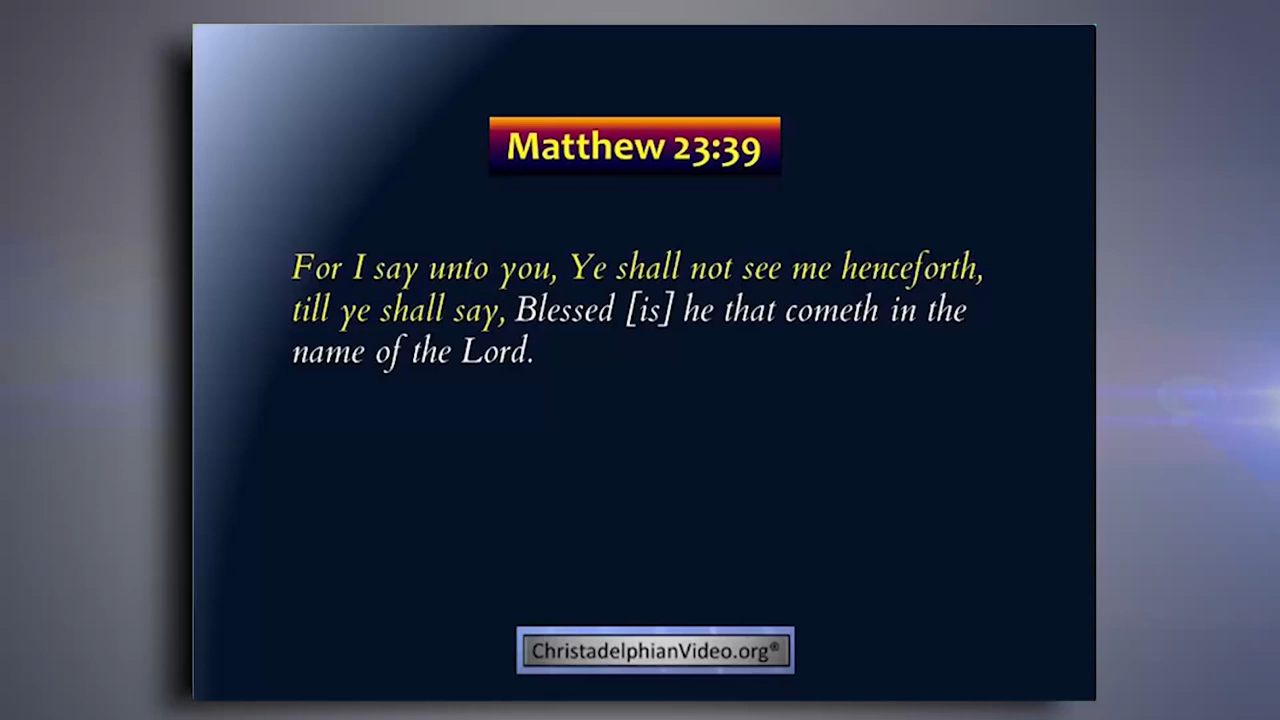 Matthew 23:39
For I say unto you, Ye shall not see me henceforth,
till ye shall say, Blessed [is] he that cometh in the
name of the Lord.
ChristadelphianVideo.org®